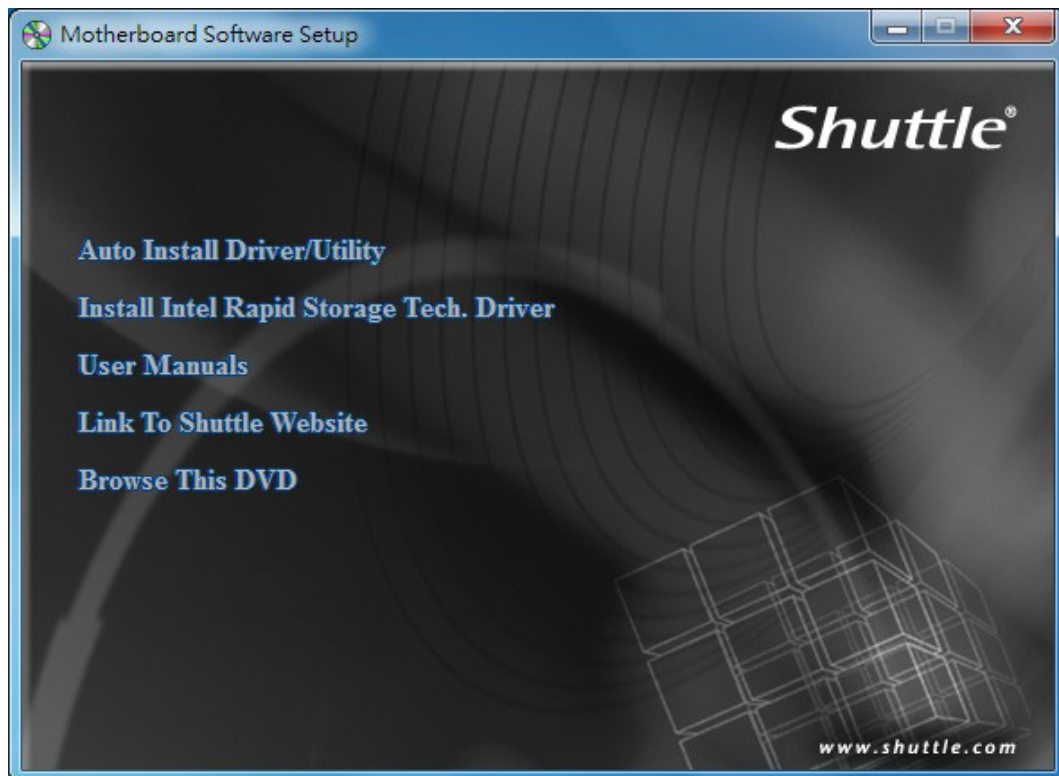 Motherboard Software Setup
Shuttle®
Auto Install Driver/Utility
Install Intel Rapid Storage Tech. Driver
User Manuals
Link To Shuttle Website
Browse This DVD
www.shuttle.com